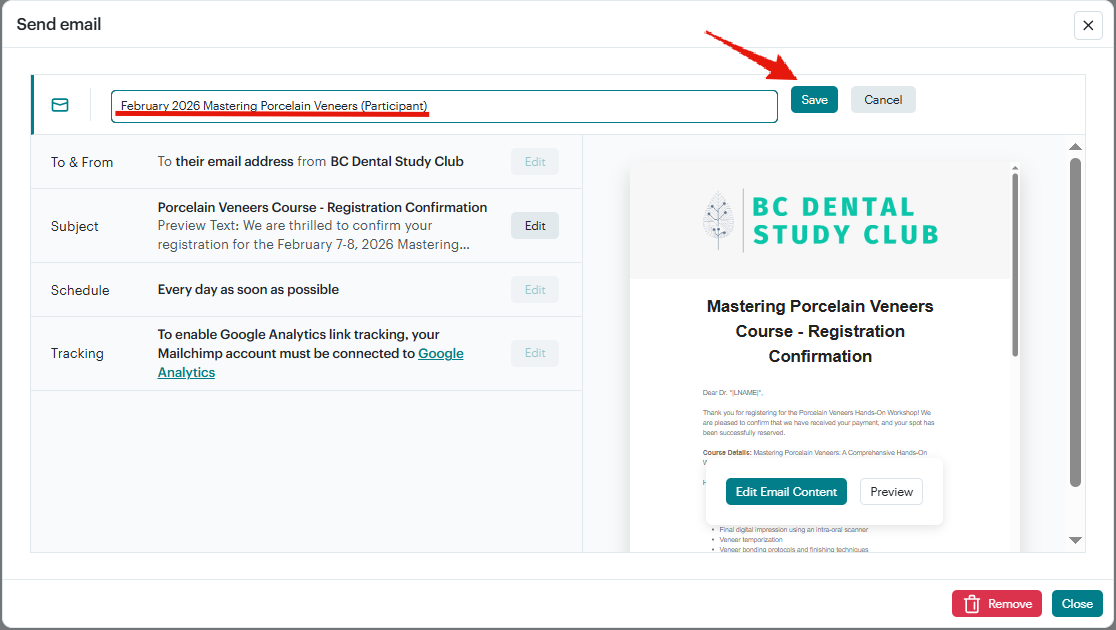 Send email
February 2026 Mastering Porcelain Veneers (Participant)
Save
Cancel
To & From
To their email address from BC Dental Study Club
Edit
Subject
Porcelain Veneers Course - Registration Confirmation
Preview Text: We are thrilled to confirm your
registration for the February 7-8, 2026 Mastering...
Edit
Schedule
Every day as soon as possible
Edit
Tracking
To enable Google Analytics link tracking, your
Mailchimp account must be connected to Google
Analytics
Edit
BC DENTAL
STUDY CLUB
Mastering Porcelain Veneers
Course - Registration
Confirmation
Dear Dr. *|LNAME|*,
Thank you for registering for the Porcelain Veneers Hands-On Workshop! We
are pleased to confirm that we have received your payment, and your spot has
been successfully reserved.
Course Details: Mastering Porcelain Veneers: A Comprehensive Hands-On
Edit Email Content
Preview
• Final digital impression using an intra-oral scanner
• Veneer temporization
• Veneer bonding protocols and finishing techniques
Remove
Close